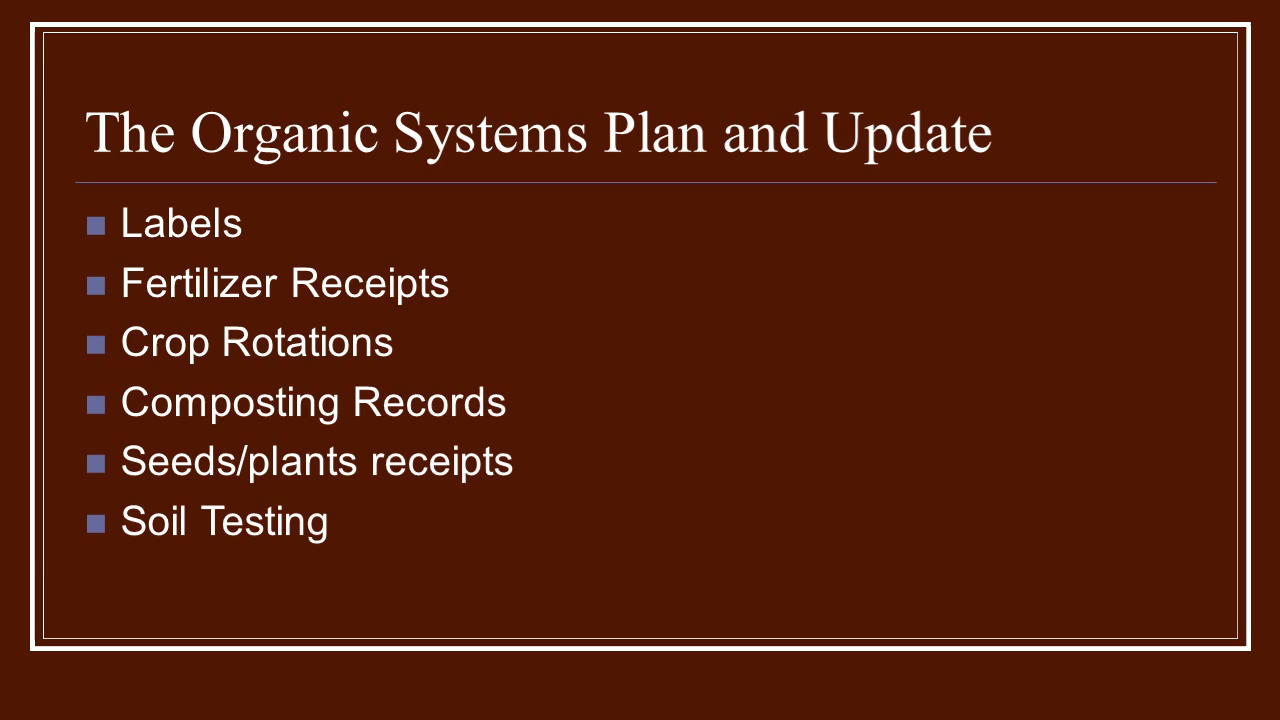 The Organic Systems Plan and Update
Labels
Fertilizer Receipts
Crop Rotations
Composting Records
Seeds/plants receipts
Soil Testing